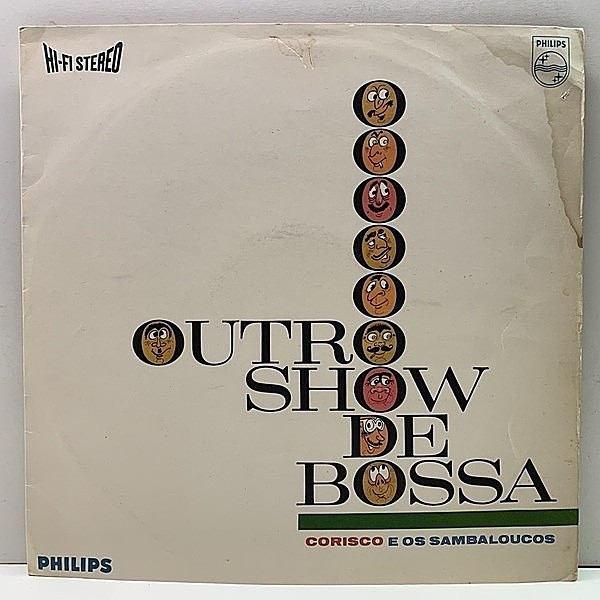 HI-FI STEREO
PHILIPS
OUTRO
SHOW
DE
BOSSA
CORISCO E OS SAMBALOUCOS
PHILIPS